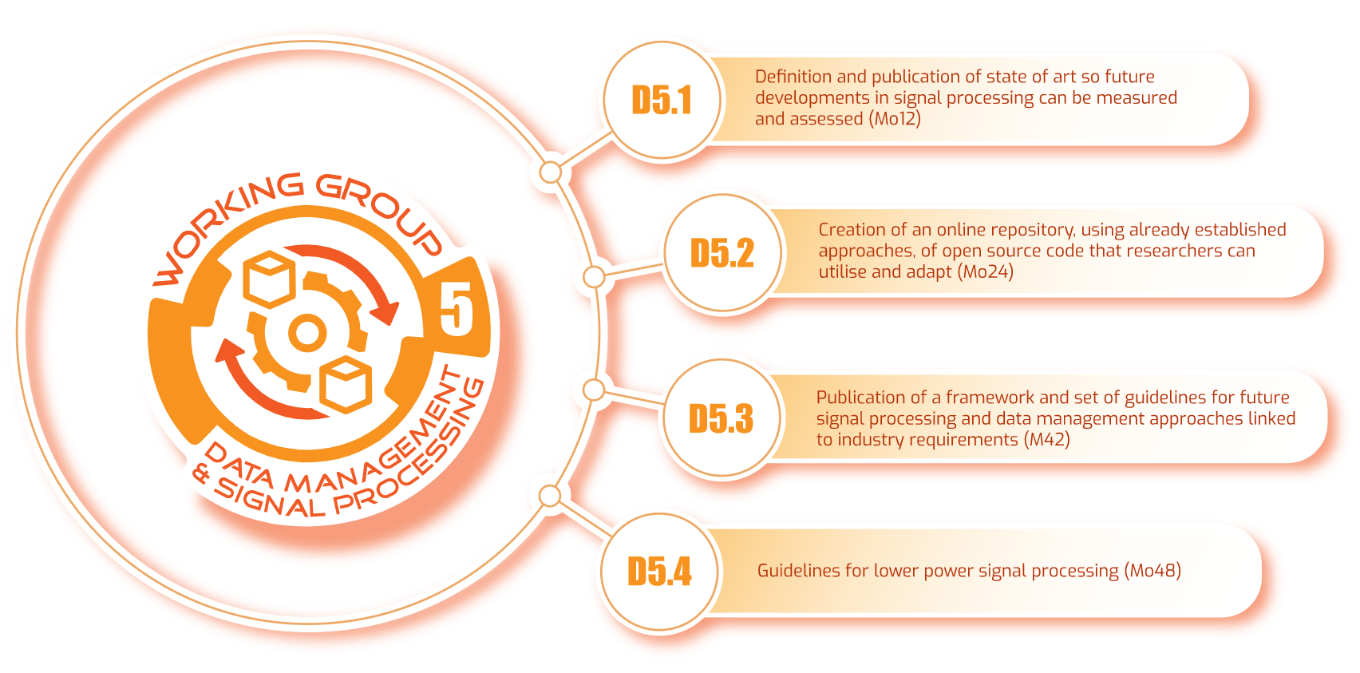 WORKING GROUP
5
DATA MANAGEMENT
& SIGNAL PROCESSING
D5.1
Definition and publication of state of art so future
developments in signal processing can be measured
and assessed (Mo12)
D5.2
Creation of an online repository, using already established
approaches, of open source code that researchers can
utilise and adapt (Mo24)
D5.3
Publication of a framework and set of guidelines for future
signal processing and data management approaches linked
to industry requirements (M42)
D5.4
Guidelines for lower power signal processing (Mo48)